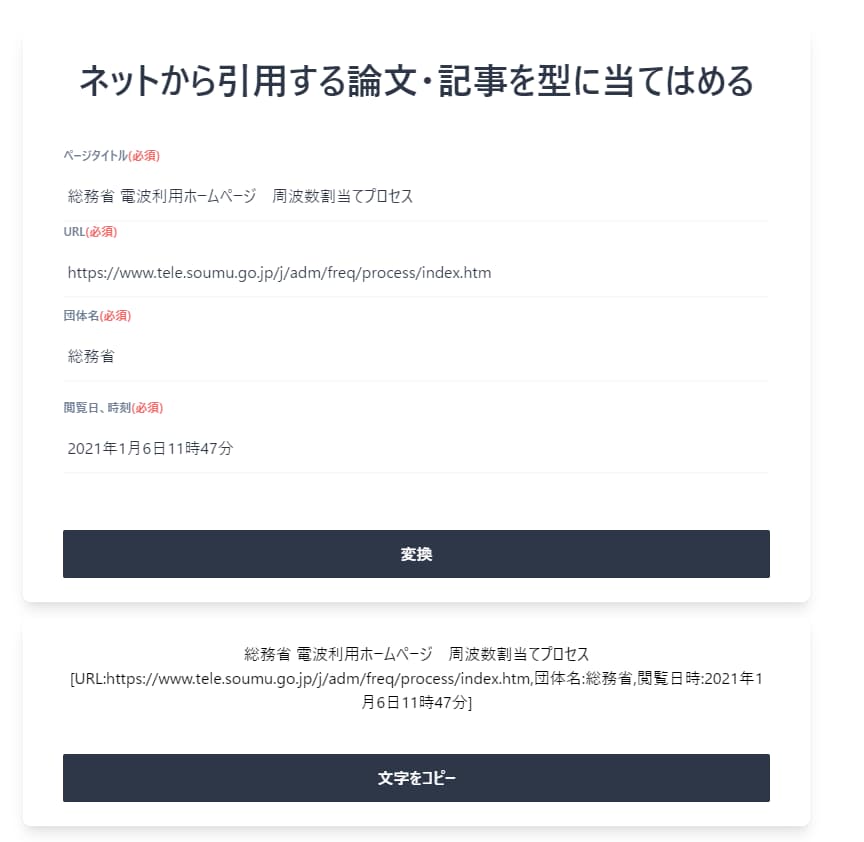 ネットから引用する論文・記事を型に当てはめる
ページタイトル(必須)
総務省 電波利用ホームページ　周波数割当てプロセス
URL(必須)
https://www.tele.soumu.go.jp/j/adm/freq/process/index.htm
団体名(必須)
総務省
閲覧日、時刻(必須)
2021年1月6日11時47分
変換
総務省 電波利用ホームページ　周波数割当てプロセス
[URL:https://www.tele.soumu.go.jp/j/adm/freq/process/index.htm,団体名:総務省,閲覧日時:2021年1
月6日11時47分]
文字をコピー